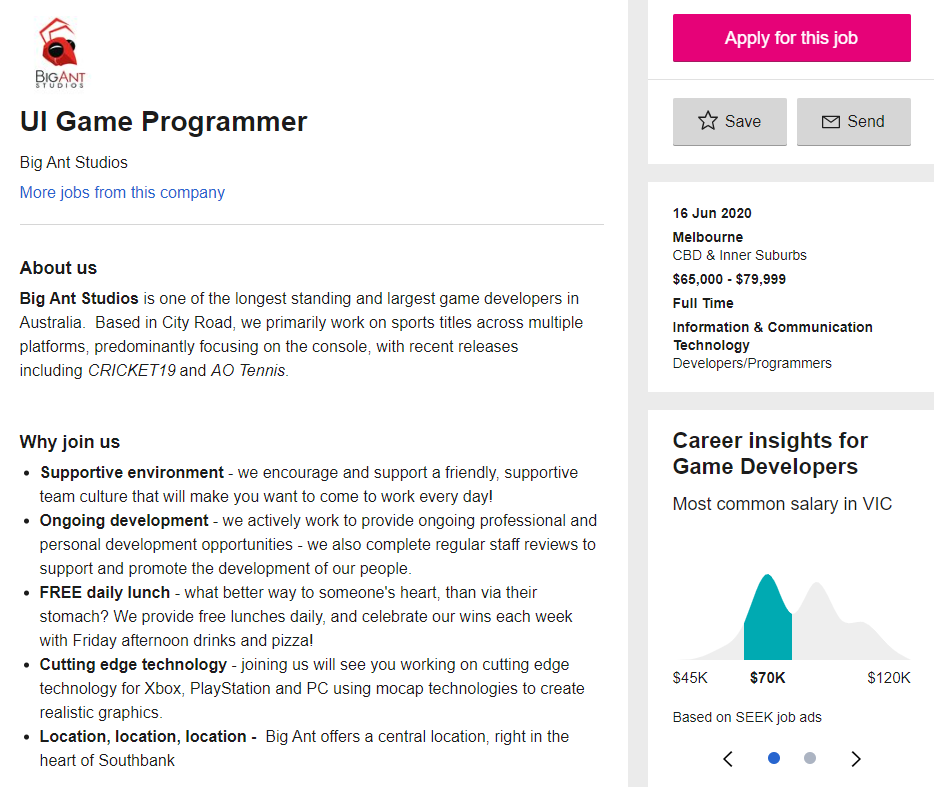 BIGANT
STUDIOS
UI Game Programmer
Big Ant Studios
More jobs from this company
About us
Big Ant Studios is one of the longest standing and largest game developers in
Australia.  Based in City Road, we primarily work on sports titles across multiple
platforms, predominantly focusing on the console, with recent releases
including CRICKET19 and AO Tennis.
Why join us
• Supportive environment - we encourage and support a friendly, supportive
team culture that will make you want to come to work every day!
• Ongoing development - we actively work to provide ongoing professional and
personal development opportunities - we also complete regular staff reviews to
support and promote the development of our people.
• FREE daily lunch - what better way to someone's heart, than via their
stomach? We provide free lunches daily, and celebrate our wins each week
with Friday afternoon drinks and pizza!
• Cutting edge technology - joining us will see you working on cutting edge
technology for Xbox, PlayStation and PC using mocap technologies to create
realistic graphics.
• Location, location, location -  Big Ant offers a central location, right in the
heart of Southbank
Apply for this job
Save
Send
16 Jun 2020
Melbourne
CBD & Inner Suburbs
$65,000 - $79,999
Full Time
Information & Communication
Technology
Developers/Programmers
Career insights for
Game Developers
Most common salary in VIC
$45K $70K $120K
Based on SEEK job ads